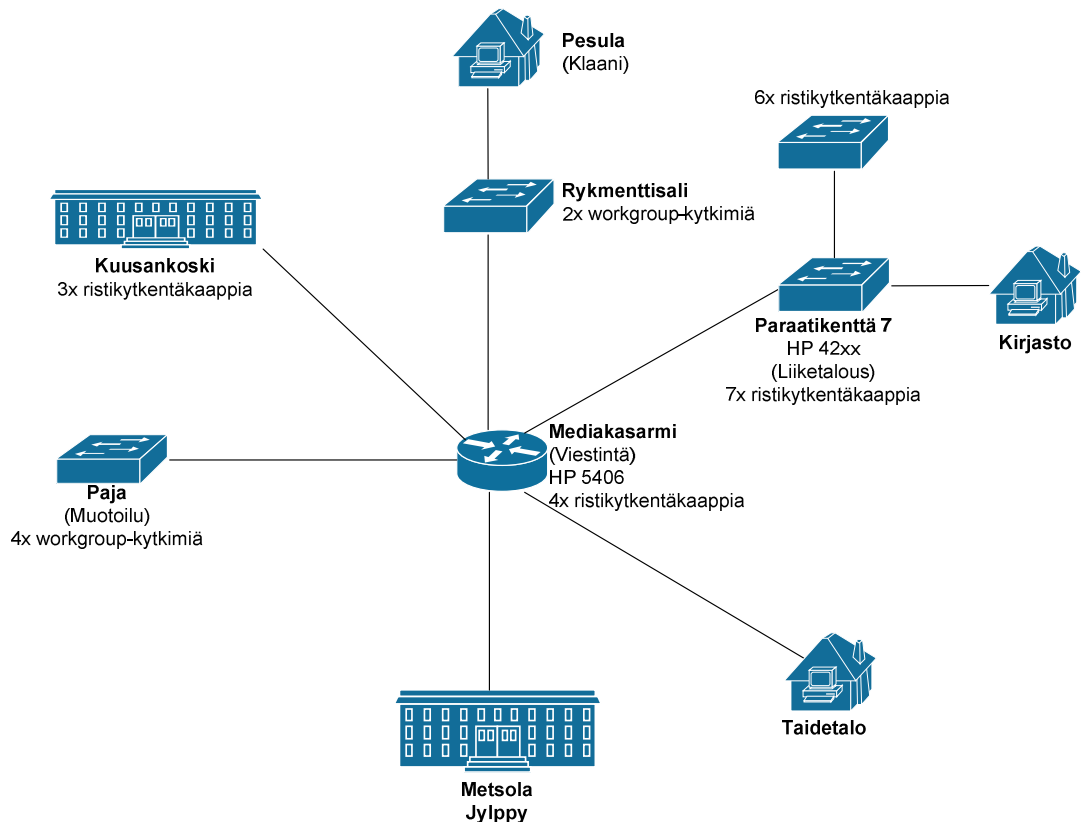 Pesula
(Klaani)
6x ristikytkentäkaappia
Rykmenttisali
2x workgroup-kytkimiä
Kuusankoski
3x ristikytkentäkaappia
Paraatikenttä 7
HP 42xx
(Liiketalous)
7x ristikytkentäkaappia
Kirjasto
Mediakasarmi
(Viestintä)
HP 5406
4x ristikytkentäkaappia
Paja
(Muotoilu)
4x workgroup-kytkimiä
Taidetalo
Metsola
Jylppy